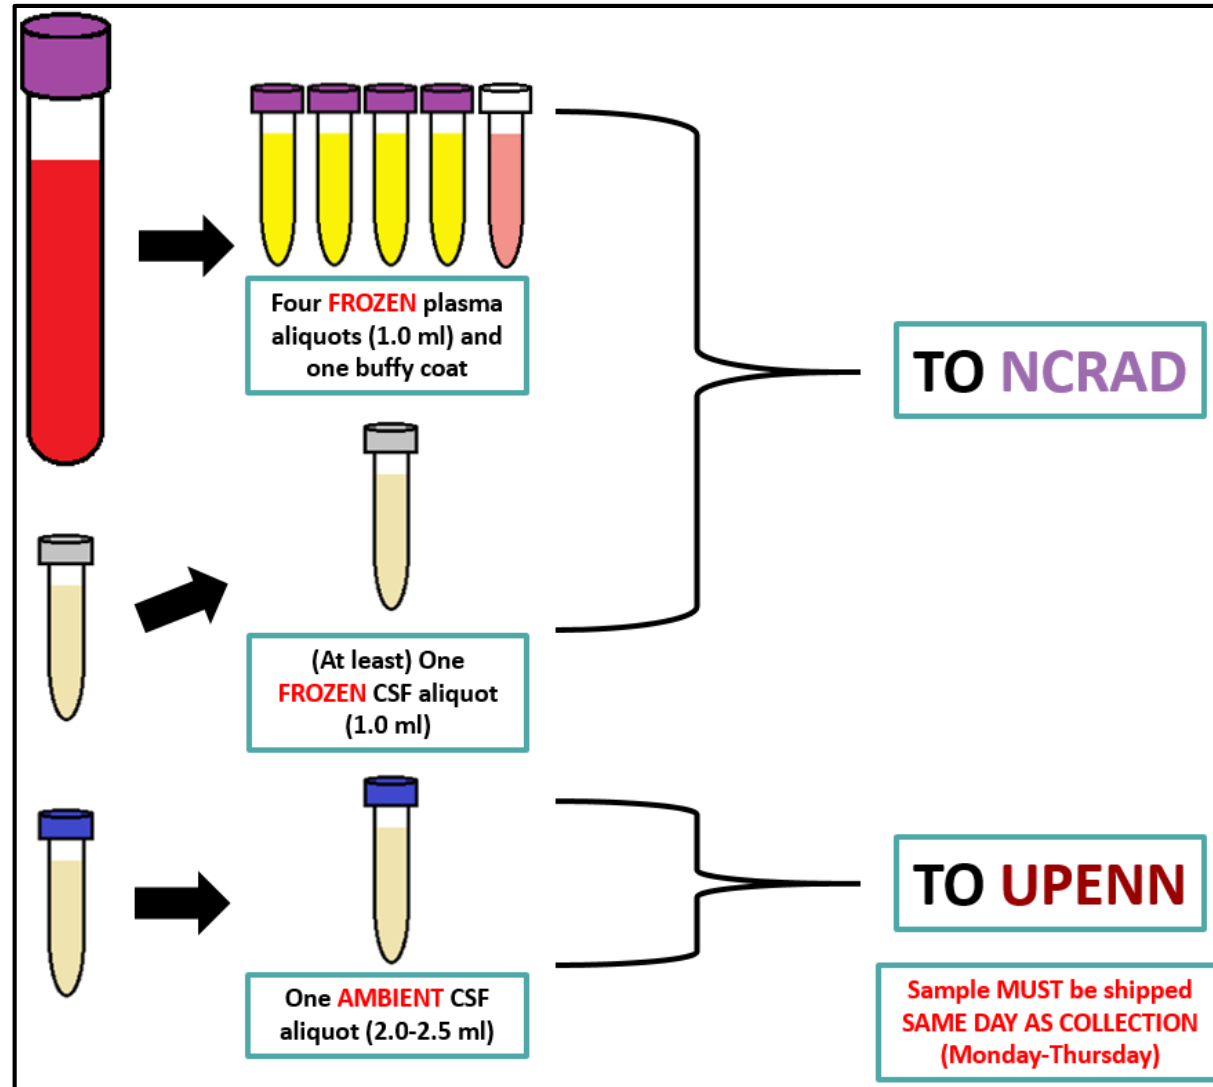 Four FROZEN plasma
aliquots (1.0 ml) and
one buffy coat
TO NCRAD
(At least) One
FROZEN CSF aliquot
(1.0 ml)
One AMBIENT CSF
aliquot (2.0-2.5 ml)
TO UPENN
Sample MUST be shipped
SAME DAY AS COLLECTION
(Monday-Thursday)